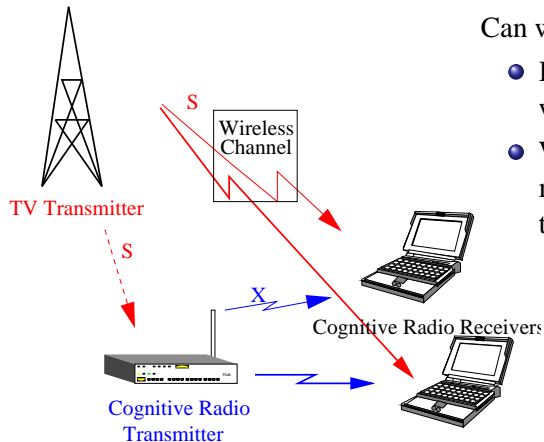 Can
S
Wireless
Channel
TV Transmitter
S
X
Cognitive Radio Receivers
Cognitive Radio
Transmitter